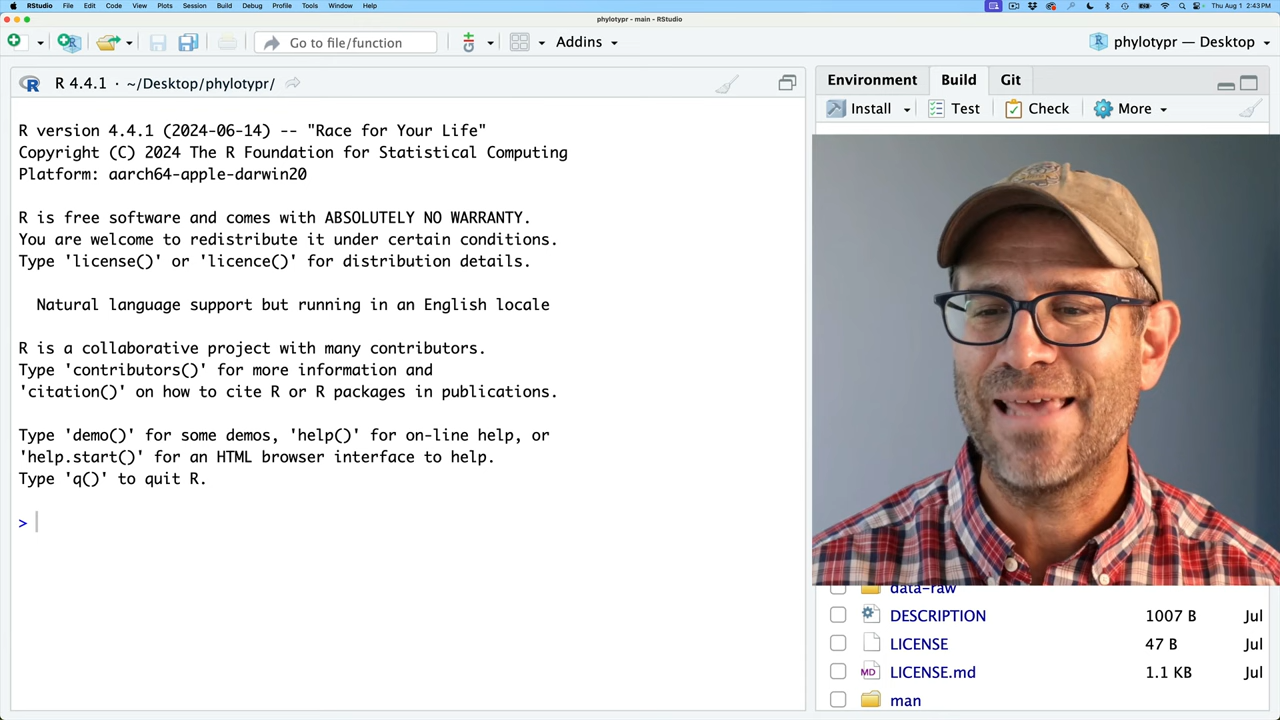 RStudio File Edit Code View Plots Session Build Debug Profile Tools Window Help Thu Aug 1 2:43 PM
phylotypr - main - RStudio
Go to file/function Addins phylotypr — Desktop
R 4.4.1 · ~/Desktop/phylotypr/
Environment Build Git
Install Test Check More
R version 4.4.1 (2024-06-14) -- "Race for Your Life"
Copyright (C) 2024 The R Foundation for Statistical Computing
Platform: aarch64-apple-darwin20
R is free software and comes with ABSOLUTELY NO WARRANTY.
You are welcome to redistribute it under certain conditions.
Type 'license()' or 'licence()' for distribution details.
Natural language support but running in an English locale
R is a collaborative project with many contributors.
Type 'contributors()' for more information and
'citation()' on how to cite R or R packages in publications.
Type 'demo()' for some demos, 'help()' for on-line help, or
'help.start()' for an HTML browser interface to help.
Type 'q()' to quit R.
>
data-raw
DESCRIPTION 1007 B Jul
LICENSE 47 B Jul
MD LICENSE.md 1.1 KB Jul
man